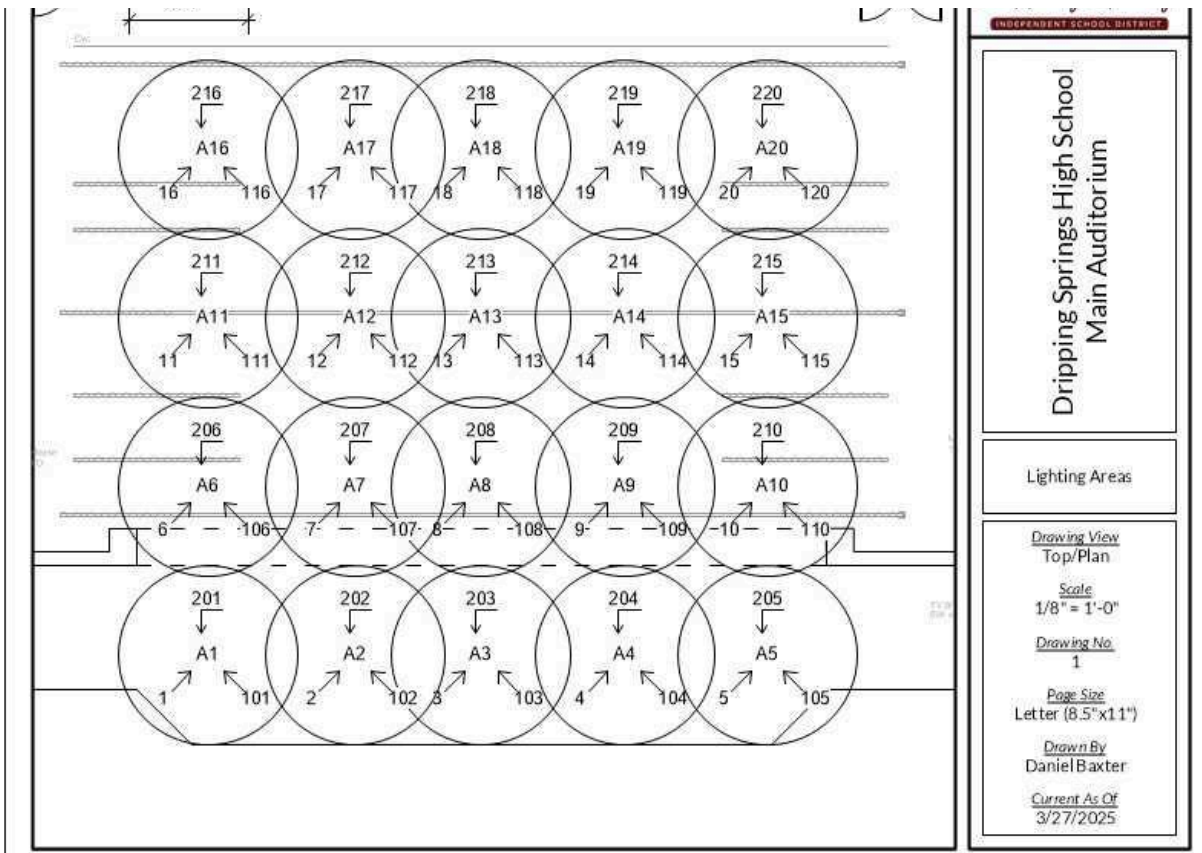 INDEPENDENT SCHOOL DISTRICT
216 217 218 219 220
A16 A17 A18 A19 A20
16 116 17 117 18 118 19 119 20 120
211 212 213 214 215
A11 A12 A13 A14 A15
11 111 12 112 13 113 14 114 15 115
206 207 208 209 210
A6 A7 A8 A9 A10
6 106 7 107 8 108 9 109 10 110
201 202 203 204 205
A1 A2 A3 A4 A5
1 101 2 102 3 103 4 104 5 105
Dripping Springs High School
Main Auditorium
Lighting Areas
Drawing View
Top/Plan
Scale
1/8" = 1'-0"
Drawing No.
1
Page Size
Letter (8.5"x11")
Drawn By
Daniel Baxter
Current As Of
3/27/2025